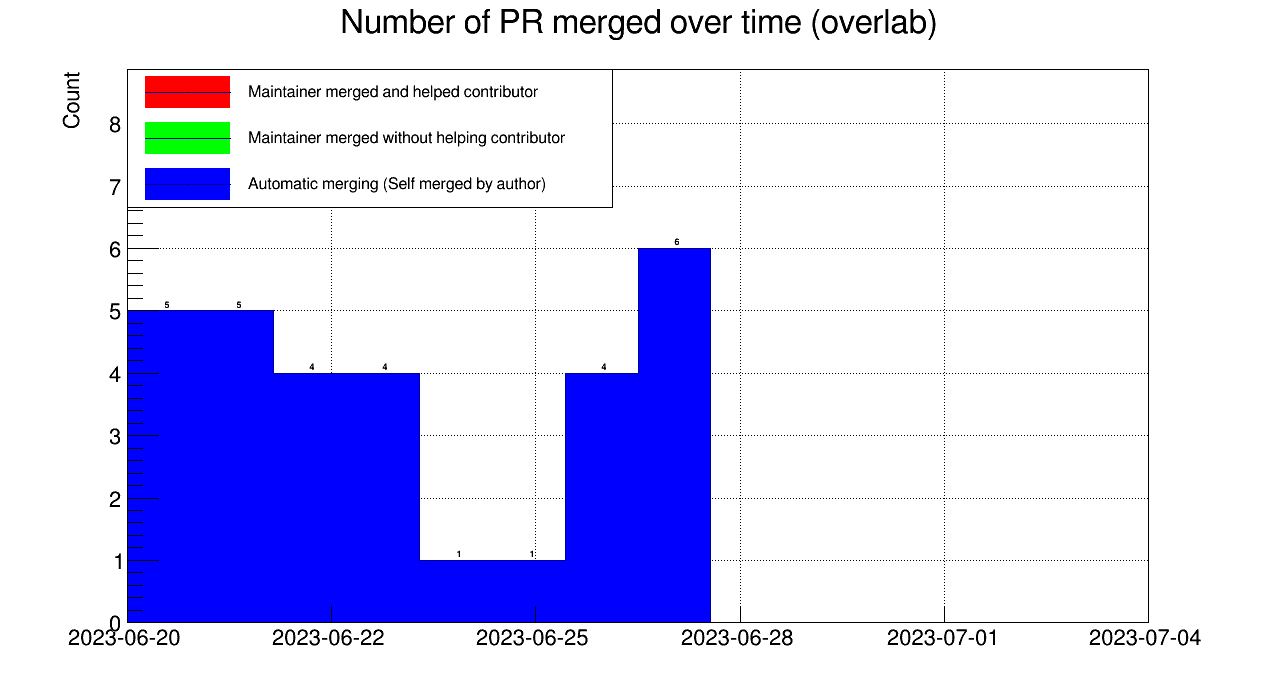 Number of PR merged over time (overlab)
Count
Maintainer merged and helped contributor
Maintainer merged without helping contributor
Automatic merging (Self merged by author)
8
7
6
5
4
3
2
1
0
5 5 4 4 1 1 4 6
2023-06-20 2023-06-22 2023-06-25 2023-06-28 2023-07-01 2023-07-04